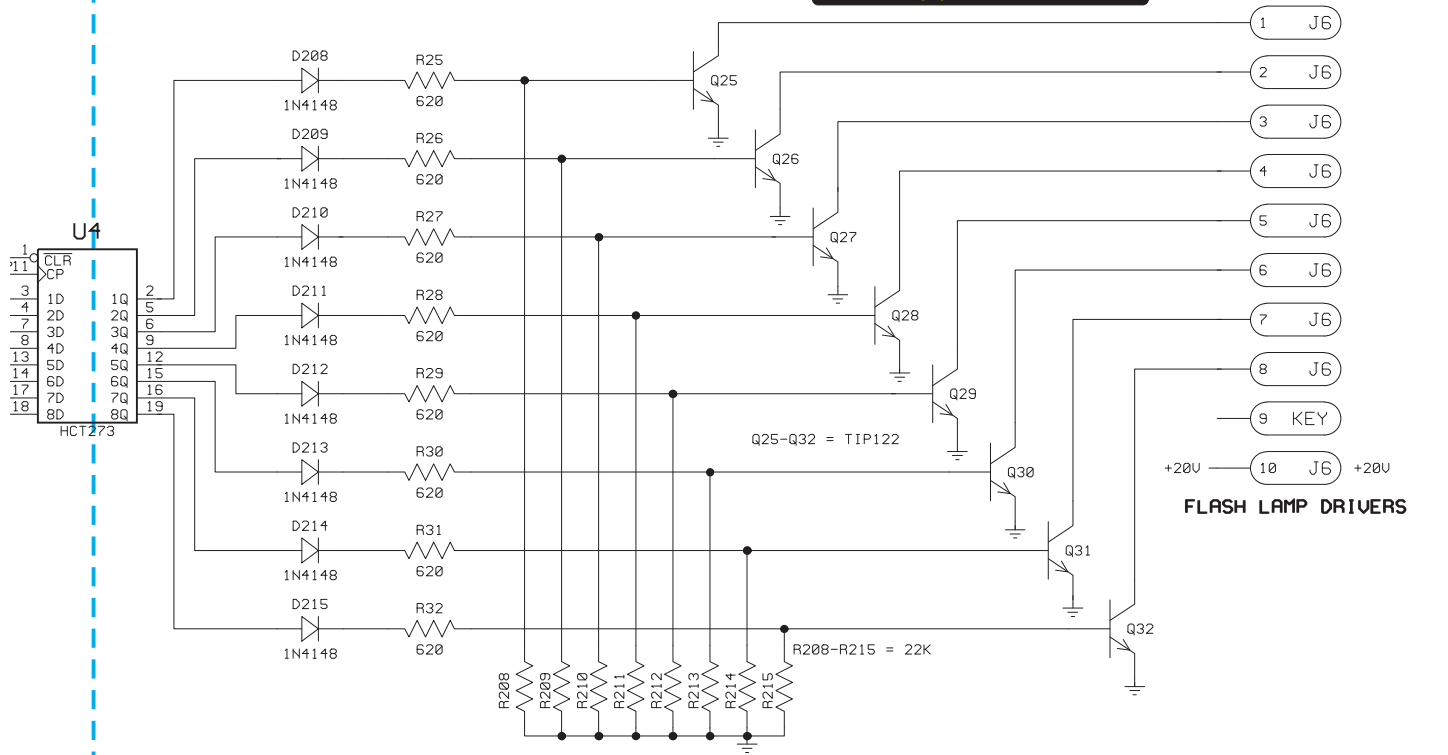 1 J6
D208
R25
Q25
1N4148
620
2 J6
D209
R26
Q26
1N4148
620
3 J6
D210
R27
Q27
1N4148
620
4 J6
U4
1
CLR
11
CP
3 1D 1Q 2
4 2D 2Q 5
7 3D 3Q 6
8 4D 4Q 9
13 5D 5Q 12
14 6D 6Q 15
17 7D 7Q 16
18 8D 8Q 19
HCT273
D211
R28
Q28
1N4148
620
5 J6
D212
R29
Q29
1N4148
620
6 J6
7 J6
8 J6
9 KEY
Q25-Q32 = TIP122
+20V 10 J6 +20V
FLASH LAMP DRIVERS
D213
R30
Q30
1N4148
620
D214
R31
Q31
1N4148
620
D215
R32
Q32
1N4148
620
R208-R215 = 22K
R208
R209
R210
R211
R212
R213
R214
R215